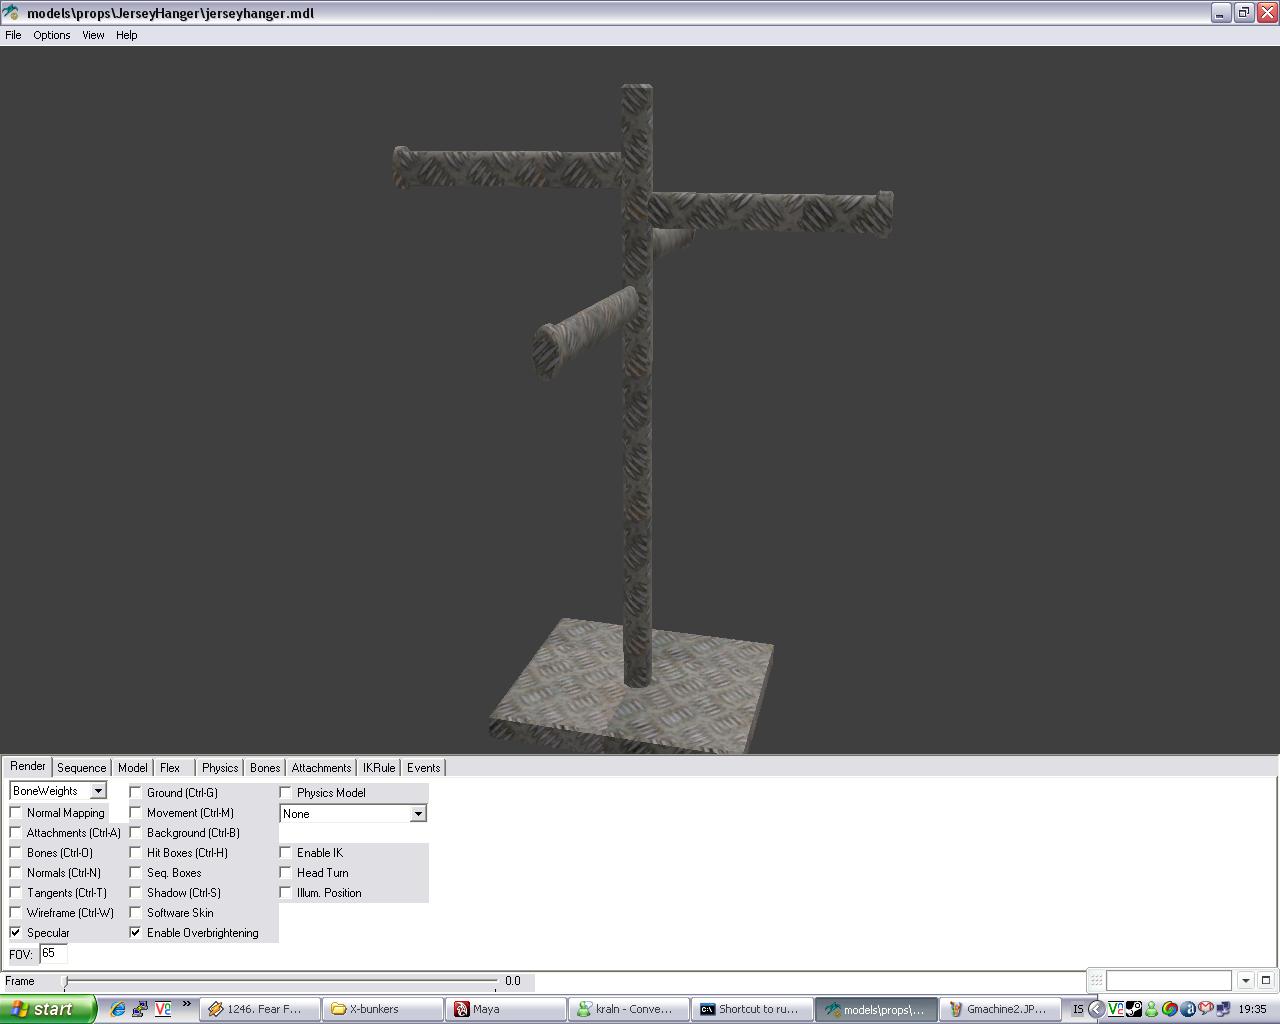 models\props\JerseyHanger\jerseyhanger.mdl
File Options View Help
Render Sequence Model Flex Physics Bones Attachments IKRule Events
BoneWeights Ground (Ctrl-G) Physics Model
Normal Mapping Movement (Ctrl-M) None
Attachments (Ctrl-A) Background (Ctrl-B)
Bones (Ctrl-O) Hit Boxes (Ctrl-H) Enable IK
Normals (Ctrl-N) Seq. Boxes Head Turn
Tangents (Ctrl-T) Shadow (Ctrl-S) Illum. Position
Wireframe (Ctrl-W) Software Skin
Specular Enable Overbrightening
FOV: 65
Frame 0.0
start 1246. Fear F... X-bunkers Maya kraln - Conve... Shortcut to ru... models\props\... Gmachine2.JP... IS 19:35